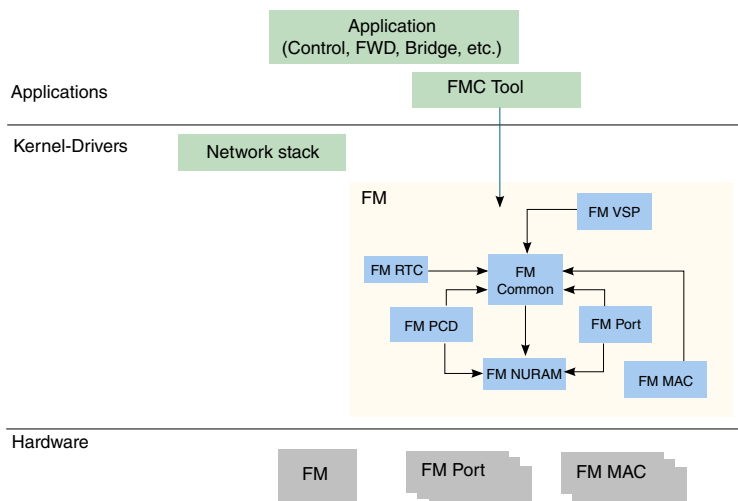 Application
(Control, FWD, Bridge, etc.)
Applications
FMC Tool
Kernel-Drivers
Network stack
FM
FM VSP
FM RTC
FM
Common
FM PCD
FM Port
FM NURAM
FM MAC
Hardware
FM
FM Port
FM MAC